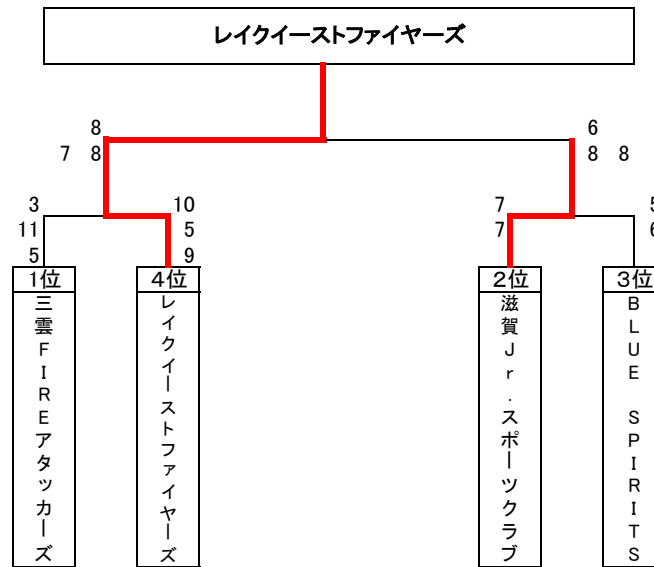 レイクイーストファイヤーズ
8 6
7 8 8 8
3 10 7 5
11 5 7 6
5 9
1位 4位 2位 3位
三雲FIREアタッカーズ
レイクイーストファイヤーズ
滋賀Jr.スポーツクラブ
BLUE SPIRITS